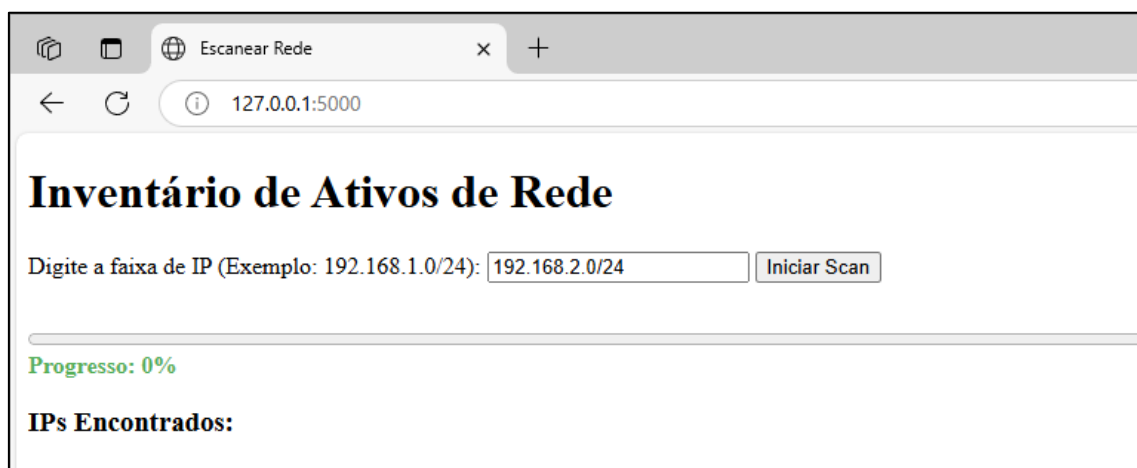 Escanear Rede
127.0.0.1:5000
Inventário de Ativos de Rede
Digite a faixa de IP (Exemplo: 192.168.1.0/24): 192.168.2.0/24 Iniciar Scan
Progresso: 0%
IPs Encontrados: